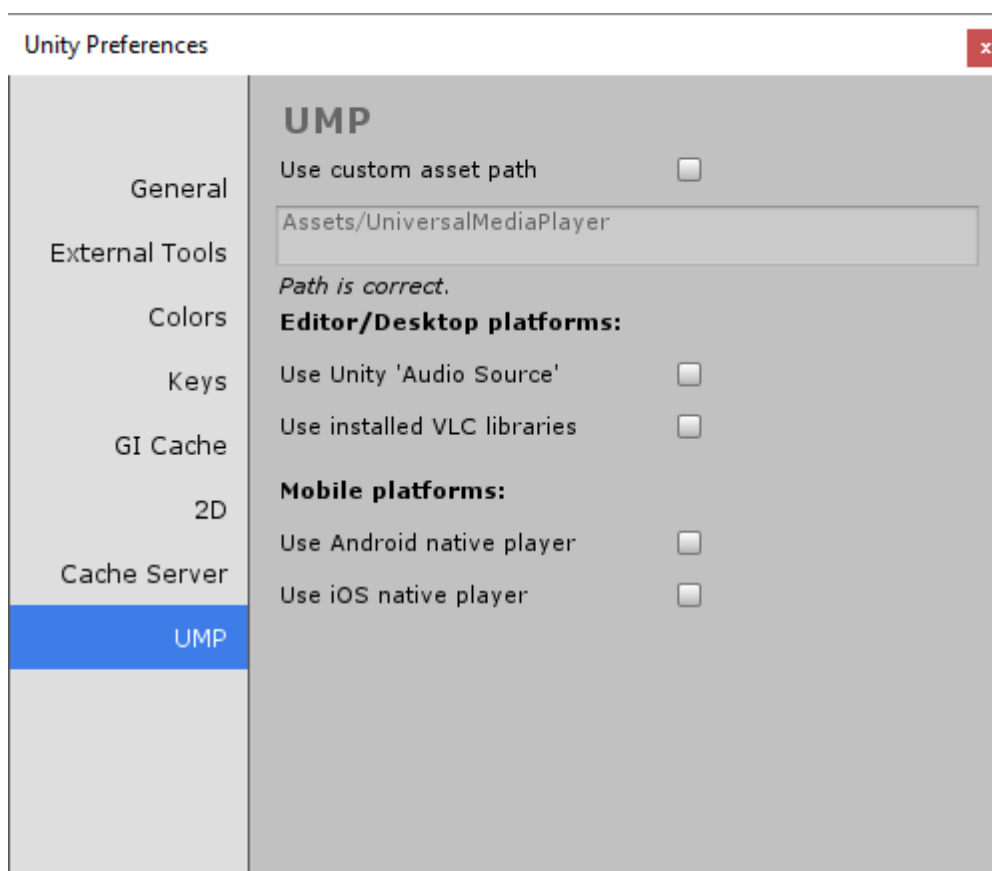 Unity Preferences
x
General
External Tools
Colors
Keys
GI Cache
2D
Cache Server
UMP
UMP
Use custom asset path
Assets/UniversalMediaPlayer
Path is correct.
Editor/Desktop platforms:
Use Unity 'Audio Source'
Use installed VLC libraries
Mobile platforms:
Use Android native player
Use iOS native player